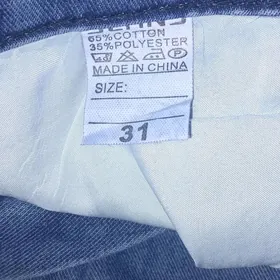 65%COTTON
35%POLYESTER
MADE IN CHINA
SIZE:
31